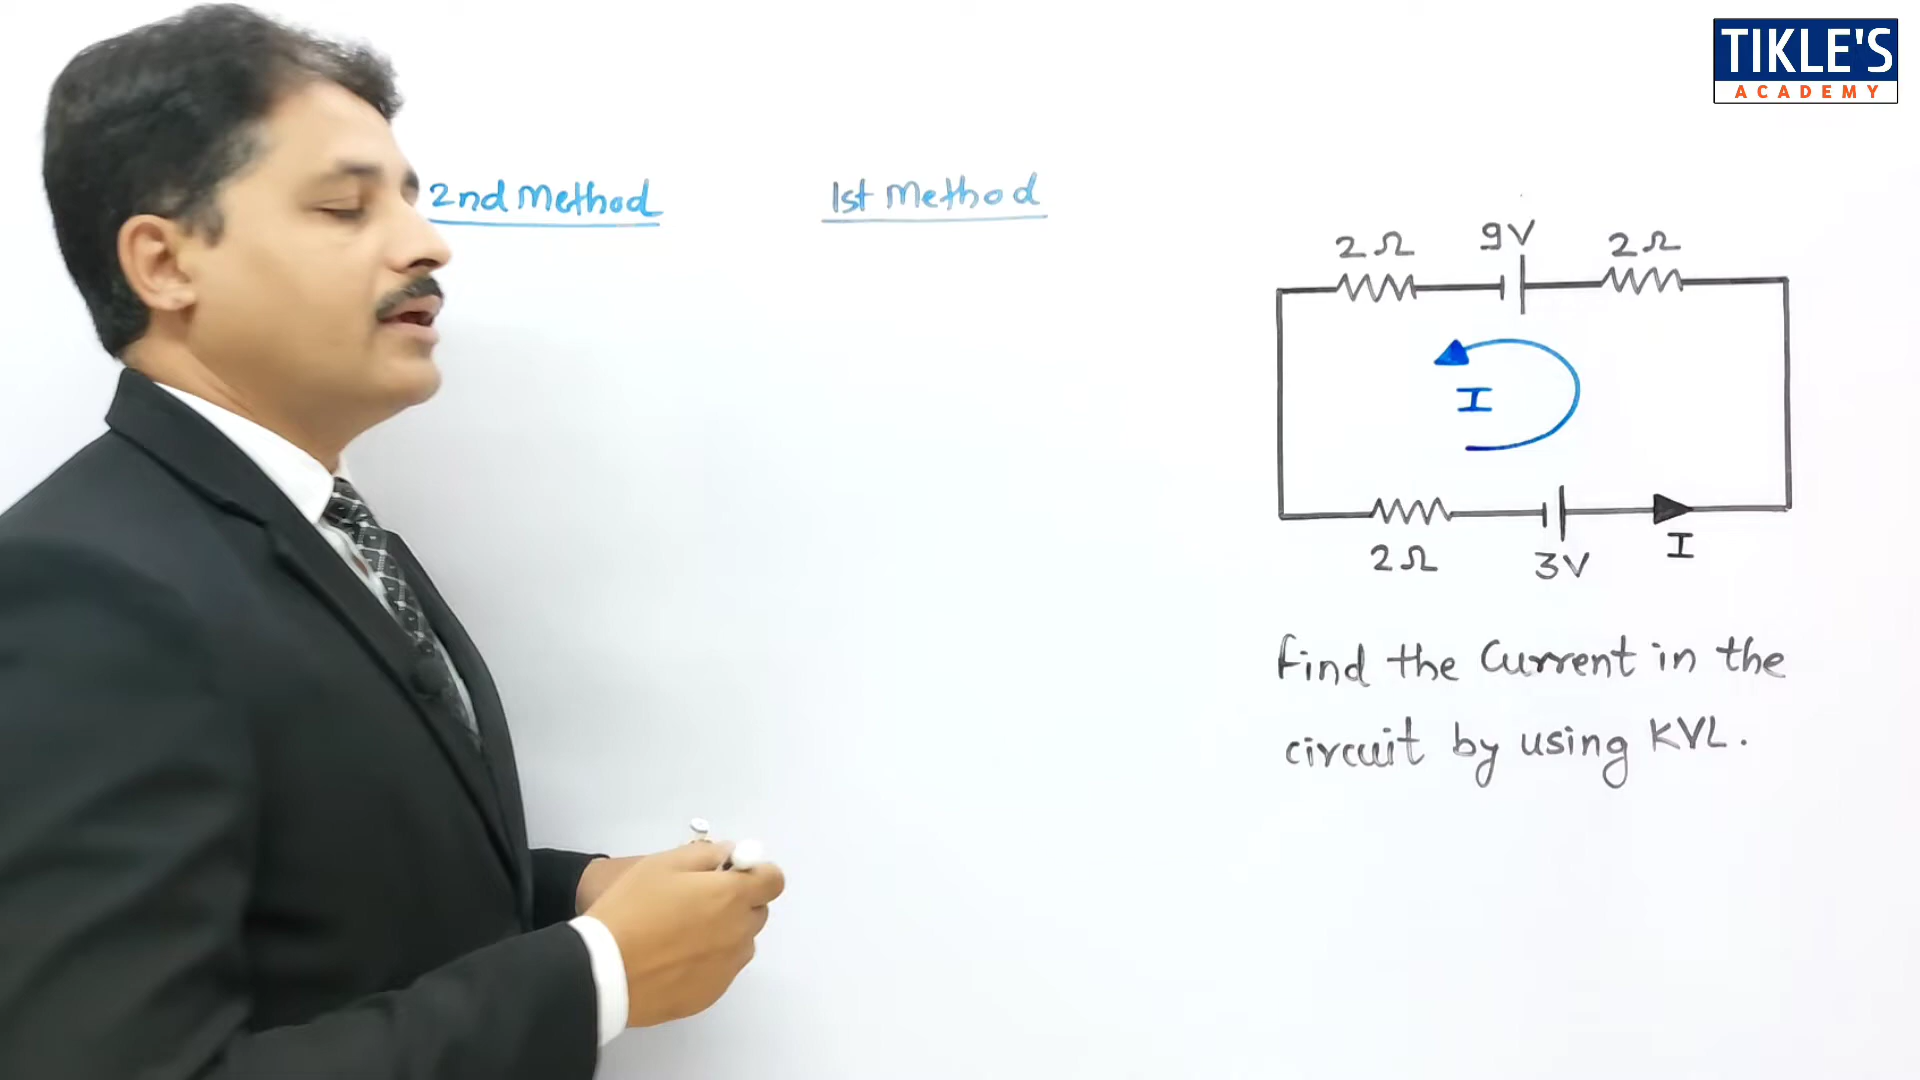 TIKLE'S
ACADEMY
2nd Method
1st Method
2Ω
9V
2Ω
I
2Ω
3V
I
Find the Current in the
circuit by using KVL.